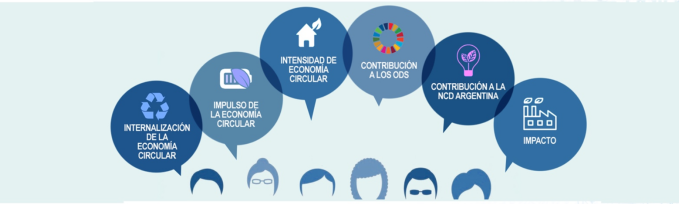 INTERNALIZACIÓN
DE LA
ECONOMÍA
CIRCULAR
IMPULSO DE
LA ECONOMÍA
CIRCULAR
INTENSIDAD DE
ECONOMÍA
CIRCULAR
CONTRIBUCIÓN
A LOS ODS
CONTRIBUCIÓN A LA
NCD ARGENTINA
IMPACTO